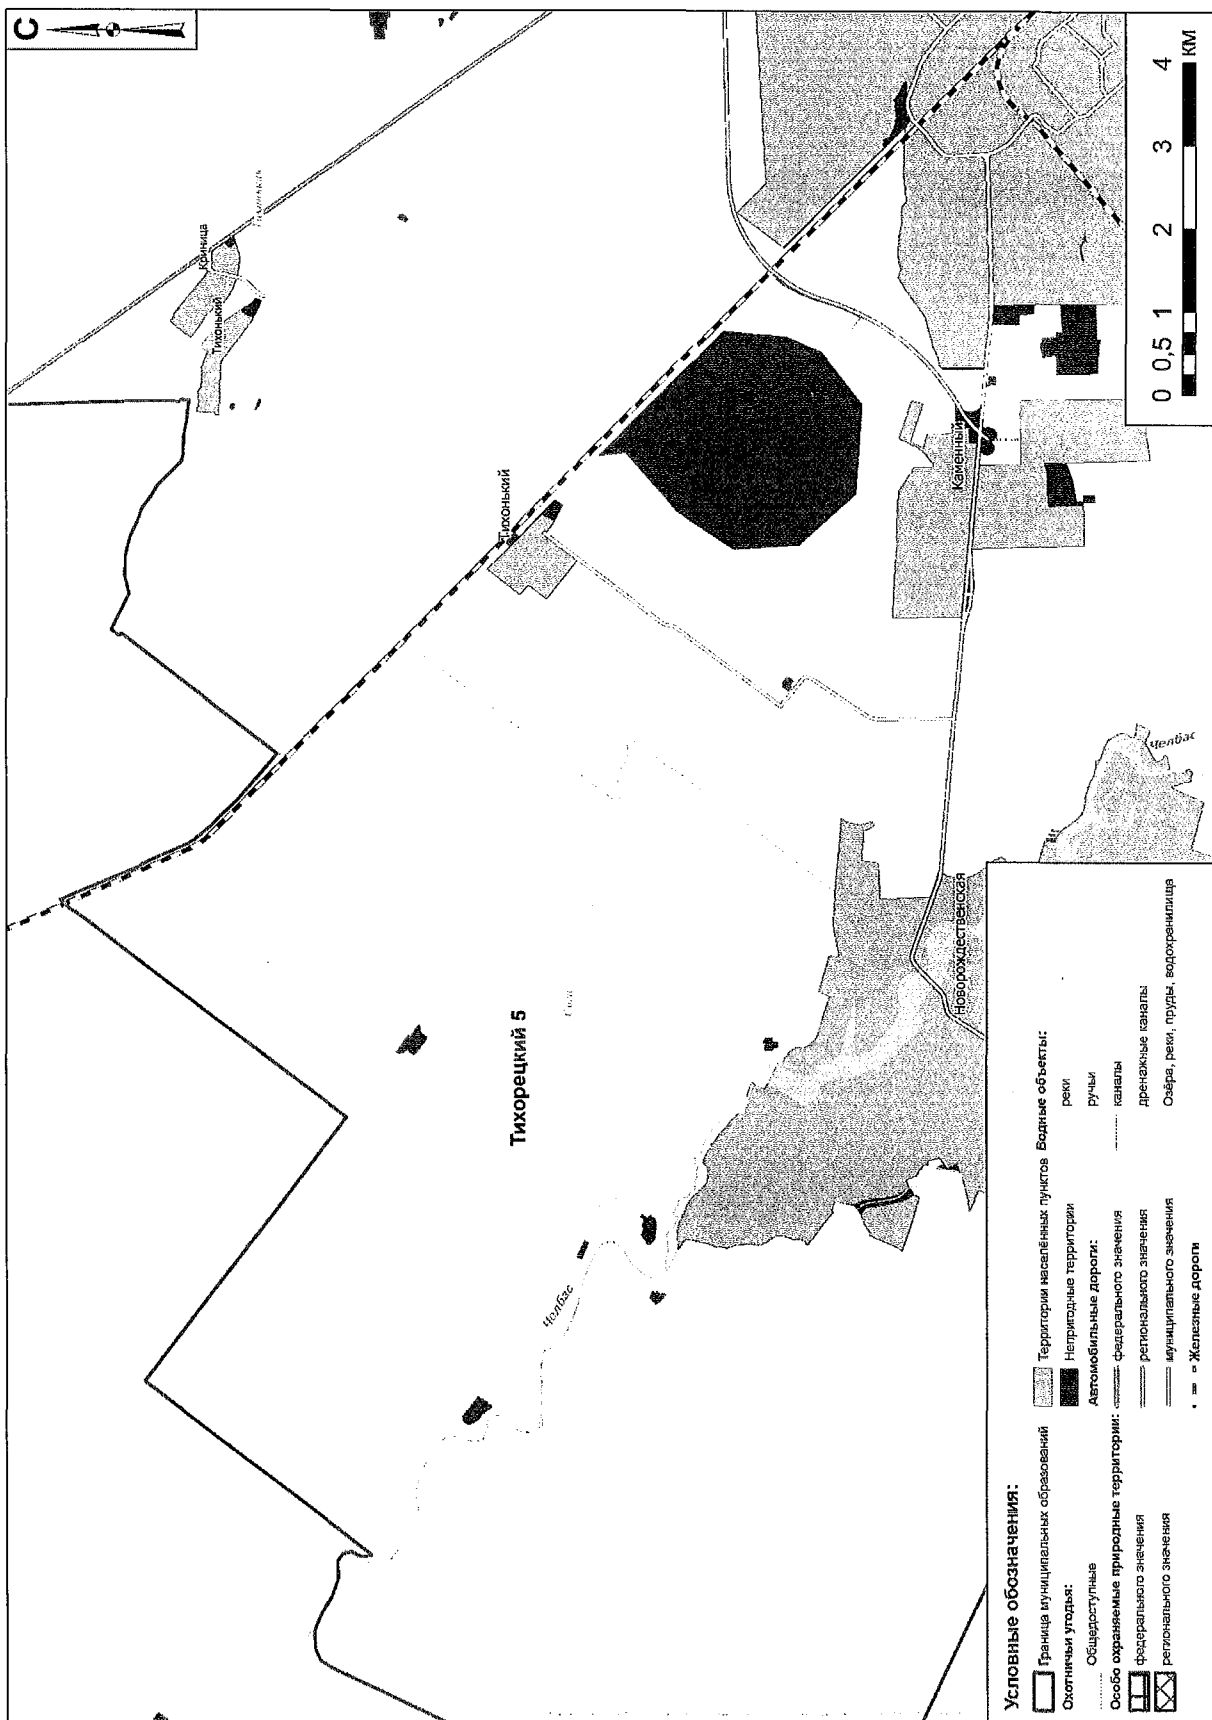 С
Криница
Тихонький
Тихонький
Тихорецкий 5
Челбас
Каменный
Новорождественская
Челбас
0 0,5 1 2 3 4
КМ
Условные обозначения:
Граница муниципальных образований
Охотничьи угодья:
Общедоступные
Особо охраняемые природные территории:
федерального значения
регионального значения
Территории населённых пунктов
Непригодные территории
Автомобильные дороги:
федерального значения
регионального значения
муниципального значения
Железные дороги
Водные объекты:
реки
ручьи
каналы
дренажные каналы
Озёра, реки, пруды, водохранилища